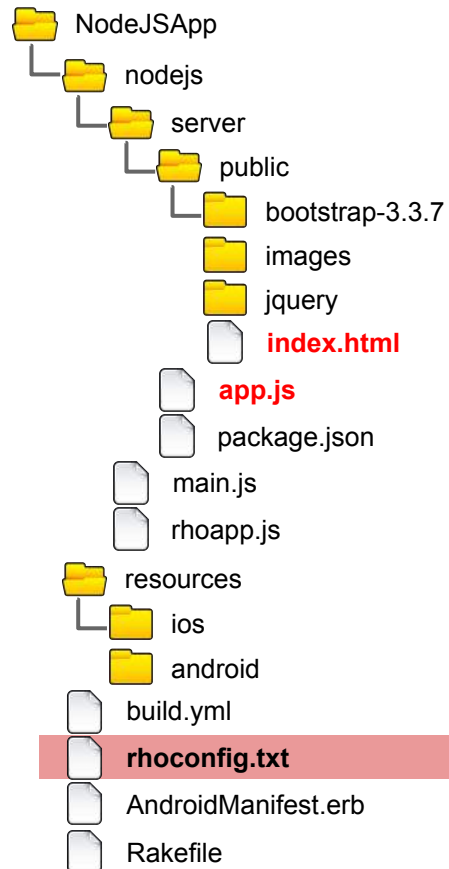 NodeJSApp
nodejs
server
public
bootstrap-3.3.7
images
jquery
index.html
app.js
package.json
main.js
rhoapp.js
resources
ios
android
build.yml
rhoconfig.txt
AndroidManifest.erb
Rakefile